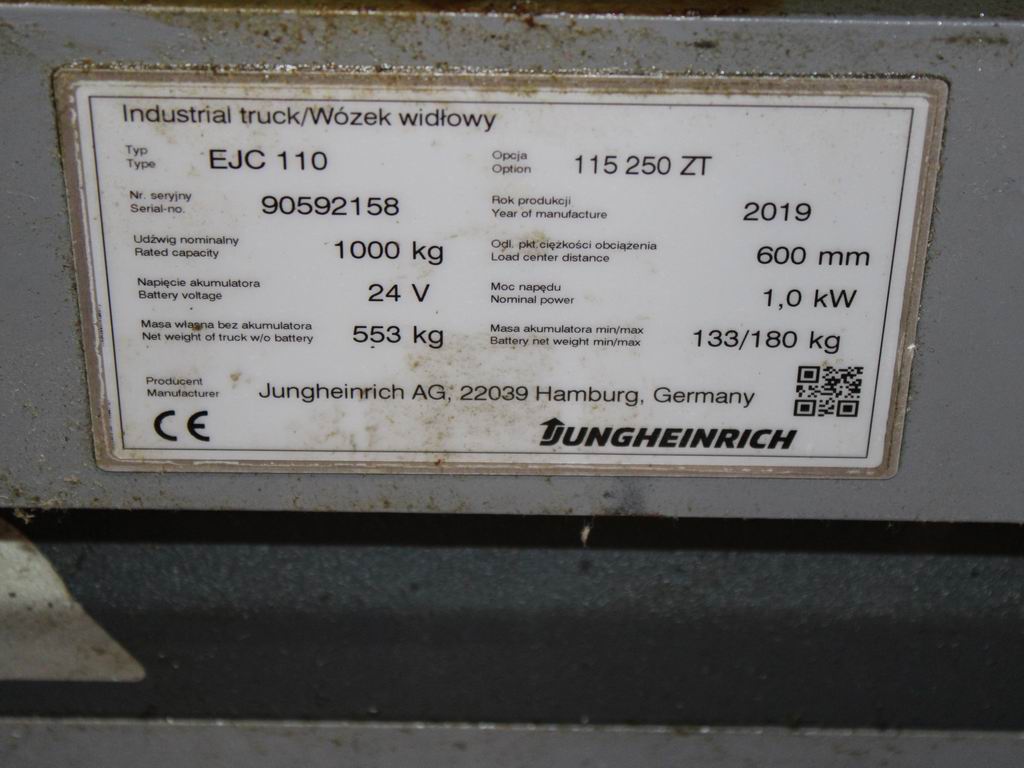 Industrial truck/Wózek widłowy
Typ
Type
EJC 110
Opcja
Option
115 250 ZT
Nr. seryjny
Serial-no.
90592158
Rok produkcji
Year of manufacture
2019
Udźwig nominalny
Rated capacity
1000 kg
Odl. pkt.ciężkości obciązenia
Load center distance
600 mm
Napięcie akumulatora
Battery voltage
24 V
Moc napędu
Nominal power
1,0 kW
Masa własna bez akumulatora
Net weight of truck w/o battery
553 kg
Masa akumulatora min/max
Battery net weight min/max
133/180 kg
Producent
Manufacturer
Jungheinrich AG, 22039 Hamburg, Germany
CE
JUNGHEINRICH